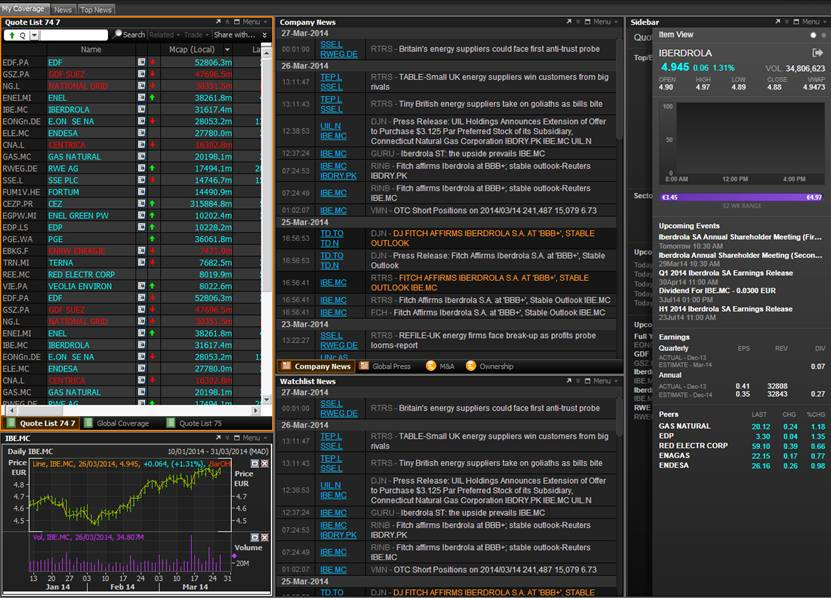 My Coverage News Top News
Quote List 74 7 Menu
Q Search Related Trade Share with...
Name Mcap (Local) La
EDF.PA EDF 52806.3m
GSZ.PA GDF SUEZ 47696.5m
NG.L NATIONAL GRID 30351.5m
ENEI.MI ENEL 38261.8m
IBE.MC IBERDROLA 31617.4m
EONGn.DE E.ON SE NA 28053.2m
ELE.MC ENDESA 27780.0m
CNA.L CENTRICA 16302.8m
GAS.MC GAS NATURAL 20198.1m
RWEG.DE RWE AG 17494.1m
SSE.L SSE PLC 14746.7m
FUM1V.HE FORTUM 14490.9m
CEZP.PR CEZ 315884.8m
EGPW.MI ENEL GREEN PW 10202.4m
EDP.LS EDP 10228.2m
PGE.WA PGE 36061.8m
EBKG.F ENBW ENERGIE 7471.9m
TRN.MI TERNA 7682.5m
REE.MC RED ELECTR CORP 8019.9m
VIE.PA VEOLIA ENVIRON 8022.6m
EDF.PA EDF 52806.3m
GSZ.PA GDF SUEZ 47696.5m
NG.L NATIONAL GRID 30351.5m
ENEI.MI ENEL 38261.8m
IBE.MC IBERDROLA 31617.4m
EONGn.DE E.ON SE NA 28053.2m
ELE.MC ENDESA 27780.0m
CNA.L CENTRICA 16302.8m
GAS.MC GAS NATURAL 20198.1m
RWEG.DE RWE AG 17494.1m
Quote List 74 7 Global Coverage Quote List 75
IBE.MC Menu
Daily IBE.MC 10/01/2014 - 31/03/2014 (MAD)
Price Line, IBE.MC, 26/03/2014, 4.945, +0.064, (+1.31%), BarOH Price
EUR EUR
4.8 4.8
4.7 4.7
4.6 4.6
4.5 4.5
Vol, IBE.MC, 26/03/2014, 34.807M
Volume
20M
13 20 27 03 10 17 24 03 10 17 24 31
Jan 14 Feb 14 Mar 14
Company News Menu
27-Mar-2014
00:01:00 SSE.L RWEG.DE RTRS - Britain's energy suppliers could face first anti-trust probe
26-Mar-2014
13:11:47 TEP.L SSE.L RTRS - TABLE-Small UK energy suppliers win customers from big rivals
13:11:43 TEP.L SSE.L RTRS - Tiny British energy suppliers take on goliaths as bills bite
12:38:53 UIL.N IBE.MC DJN - Press Release: UIL Holdings Announces Extension of Offer
to Purchase $3.125 Par Preferred Stock of its Subsidiary,
Connecticut Natural Gas Corporation IBDRY.PK IBE.MC UIL.N
12:37:24 IBE.MC GURU - Iberdrola ST: the upside prevails IBE.MC
07:24:53 IBE.MC IBDRY.PK RINB - Fitch affirms Iberdrola at BBB+; stable outlook-Reuters IBDRY.PK
07:24:49 IBE.MC RINB - Fitch affirms Iberdrola at BBB+; stable outlook-Reuters IBE.MC
01:02:07 IBE.MC VMN - OTC Short Positions on 2014/03/14 241,487 15,079 6.73
25-Mar-2014
16:56:53 TD.TO TD.N DJN - DJ FITCH AFFIRMS IBERDROLA S.A. AT 'BBB+', STABLE OUTLOOK
16:56:53 TD.TO TD.N DJN - Press Release: Fitch Affirms Iberdrola S.A. at 'BBB+'; Stable Outlook
16:56:41 IBE.MC RTRS - FITCH AFFIRMS IBERDROLA S.A. AT 'BBB+'; STABLE OUTLOOK IBE.MC
16:56:41 IBE.MC RTRS - Fitch Affirms Iberdrola S.A. at 'BBB+'; Stable Outlook IBE.MC
16:56:41 IBE.MC FCH - Fitch Affirms Iberdrola S.A. at 'BBB+'; Stable Outlook IBE.MC
23-Mar-2014
13:22:27 SSE.L RWEG.DE RTRS - REFILE-UK energy firms face break-up as profits probe looms-report
UNcAS
Company News Global Press M&A Ownership
Watchlist News Menu
27-Mar-2014
00:01:00 SSE.L RWEG.DE RTRS - Britain's energy suppliers could face first anti-trust probe
26-Mar-2014
13:11:47 TEP.L SSE.L RTRS - TABLE-Small UK energy suppliers win customers from big rivals
13:11:43 TEP.L SSE.L RTRS - Tiny British energy suppliers take on goliaths as bills bite
12:38:53 UIL.N IBE.MC DJN - Press Release: UIL Holdings Announces Extension of Offer
to Purchase $3.125 Par Preferred Stock of its Subsidiary,
Connecticut Natural Gas Corporation IBDRY.PK IBE.MC UIL.N
12:37:24 IBE.MC GURU - Iberdrola ST: the upside prevails IBE.MC
07:24:53 IBE.MC IBDRY.PK RINB - Fitch affirms Iberdrola at BBB+; stable outlook-Reuters IBDRY.PK
07:24:49 IBE.MC RINB - Fitch affirms Iberdrola at BBB+; stable outlook-Reuters IBE.MC
01:02:07 IBE.MC VMN - OTC Short Positions on 2014/03/14 241,487 15,079 6.73
25-Mar-2014
TD.TO DJN - DJ FITCH AFFIRMS IBERDROLA S.A. AT 'BBB+', STABLE
Sidebar Menu
Item View
IBERDROLA
4.945 0.06 1.31% VOL. 34,806,623
OPEN HIGH LOW CLOSE VWAP
4.90 4.97 4.89 4.88 4.9473
100
50
0
8:00 AM 12:00 PM 4:00 PM
€3.45 €4.97
52 WK RANGE
Upcoming Events
Iberdrola SA Annual Shareholder Meeting (Fir...
Tomorrow 10:30 AM
Iberdrola SA Annual Shareholder Meeting (Secon...
29Mar14 10:30 AM
Q1 2014 Iberdrola SA Earnings Release
30Apr14 11:00 AM
Dividend For IBE.MC - 0.0300 EUR
3Jul14 01:00 PM
H1 2014 Iberdrola SA Earnings Release
23Jul14 11:00 AM
Earnings
Quarterly EPS REV DIV
ACTUAL - Dec-13
ESTIMATE - Mar-14 0.07
Annual
ACTUAL - Dec-13 0.41 32808
ESTIMATE - Dec-14 0.35 32843 0.27
Peers LAST CHG %CHG
GAS NATURAL 20.12 0.24 1.18
EDP 3.30 0.04 1.35
RED ELECTR CORP 59.10 0.39 0.66
ENAGAS 22.15 0.17 0.77
ENDESA 26.16 0.26 0.98